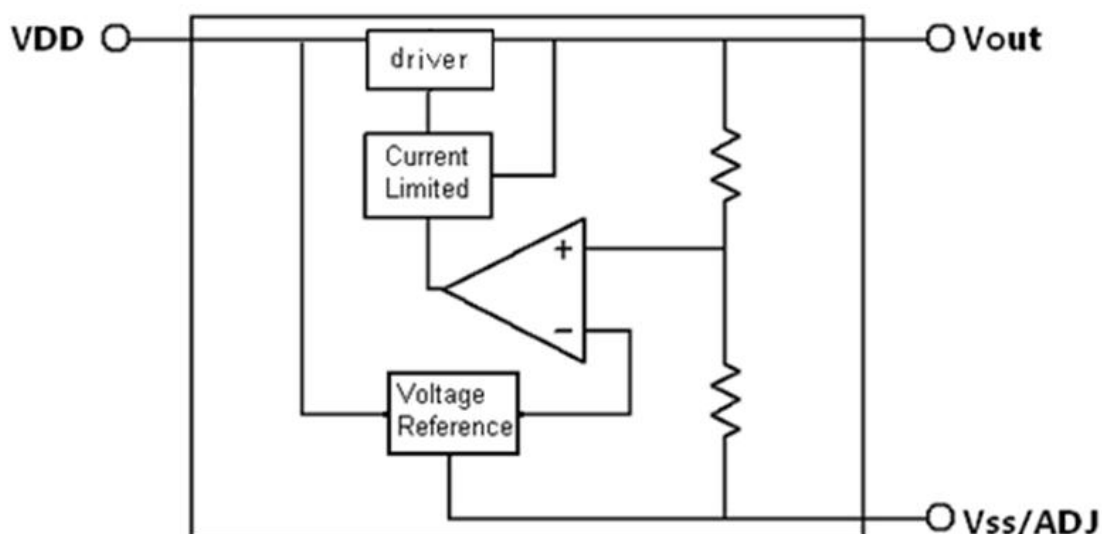 VDD
driver
Vout
Current
Limited
+
−
Voltage
Reference
Vss/ADJ